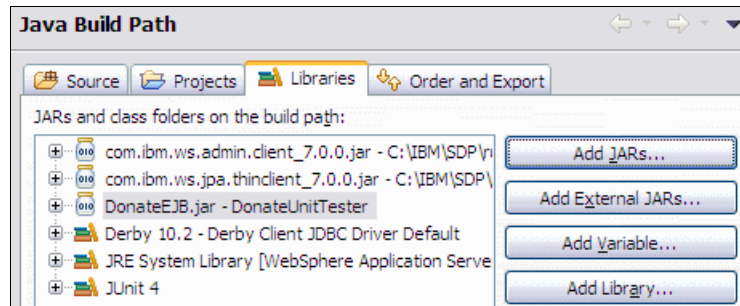 Java Build Path
Source Projects Libraries Order and Export
JARs and class folders on the build path:
com.ibm.ws.admin.client_7.0.0.jar - C:\IBM\SDP\
com.ibm.ws.jpa.thinclient_7.0.0.jar - C:\IBM\SDP\
DonateEJB.jar - DonateUnitTester
Derby 10.2 - Derby Client JDBC Driver Default
JRE System Library [WebSphere Application Serve
JUnit 4
Add JARs...
Add External JARs...
Add Variable...
Add Library...